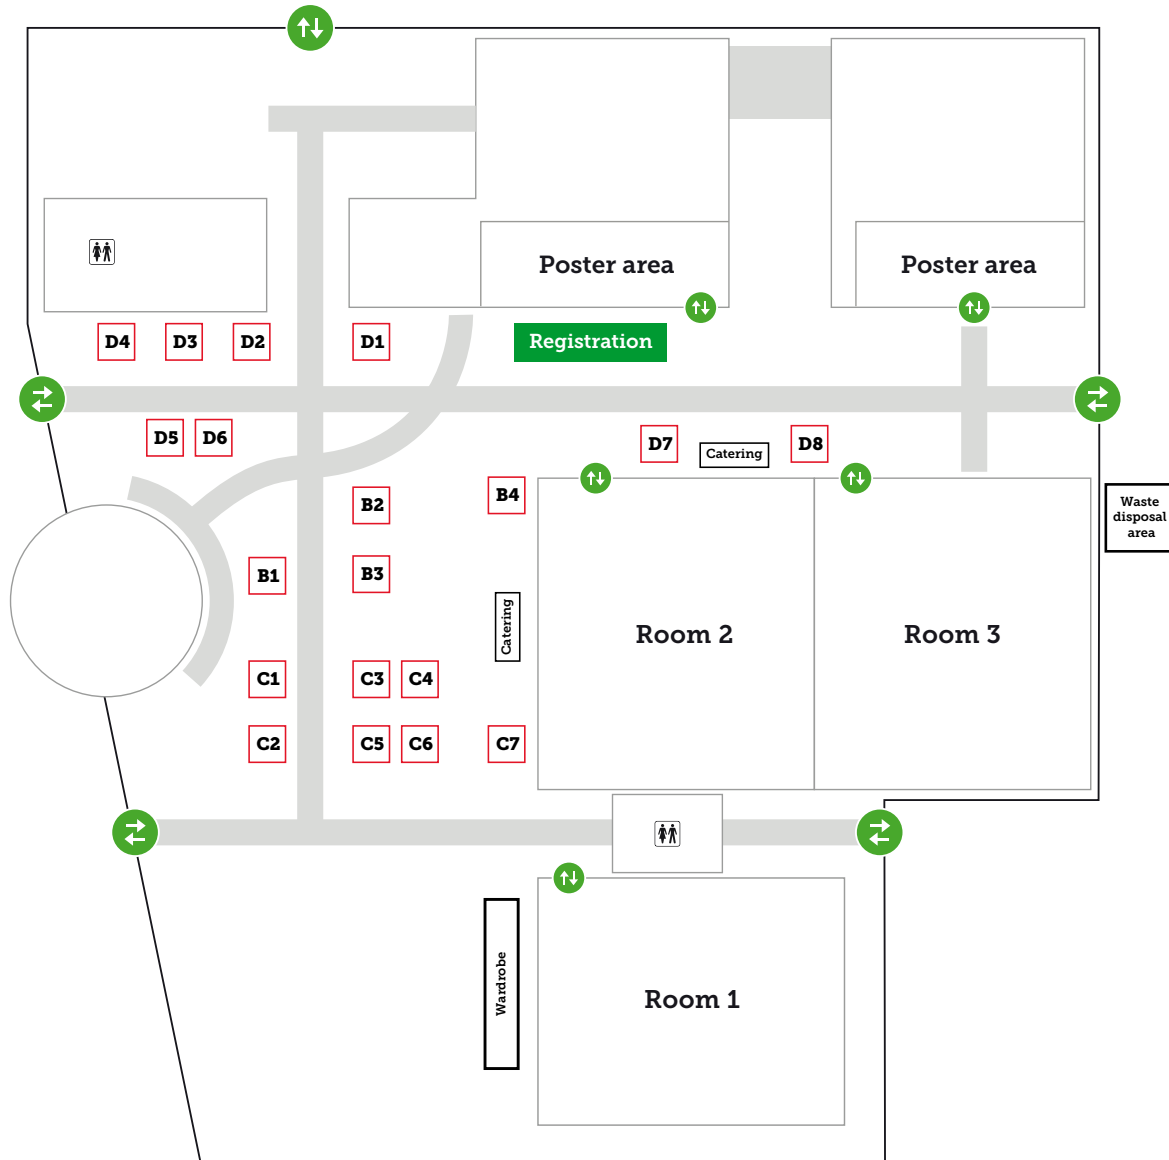 Poster area
Poster area
D4
D3
D2
D1
Registration
D5
D6
D7
Catering
D8
B2
B4
Waste
disposal
area
B1
B3
Catering
Room 2
Room 3
C1
C3
C4
C2
C5
C6
C7
Wardrobe
Room 1